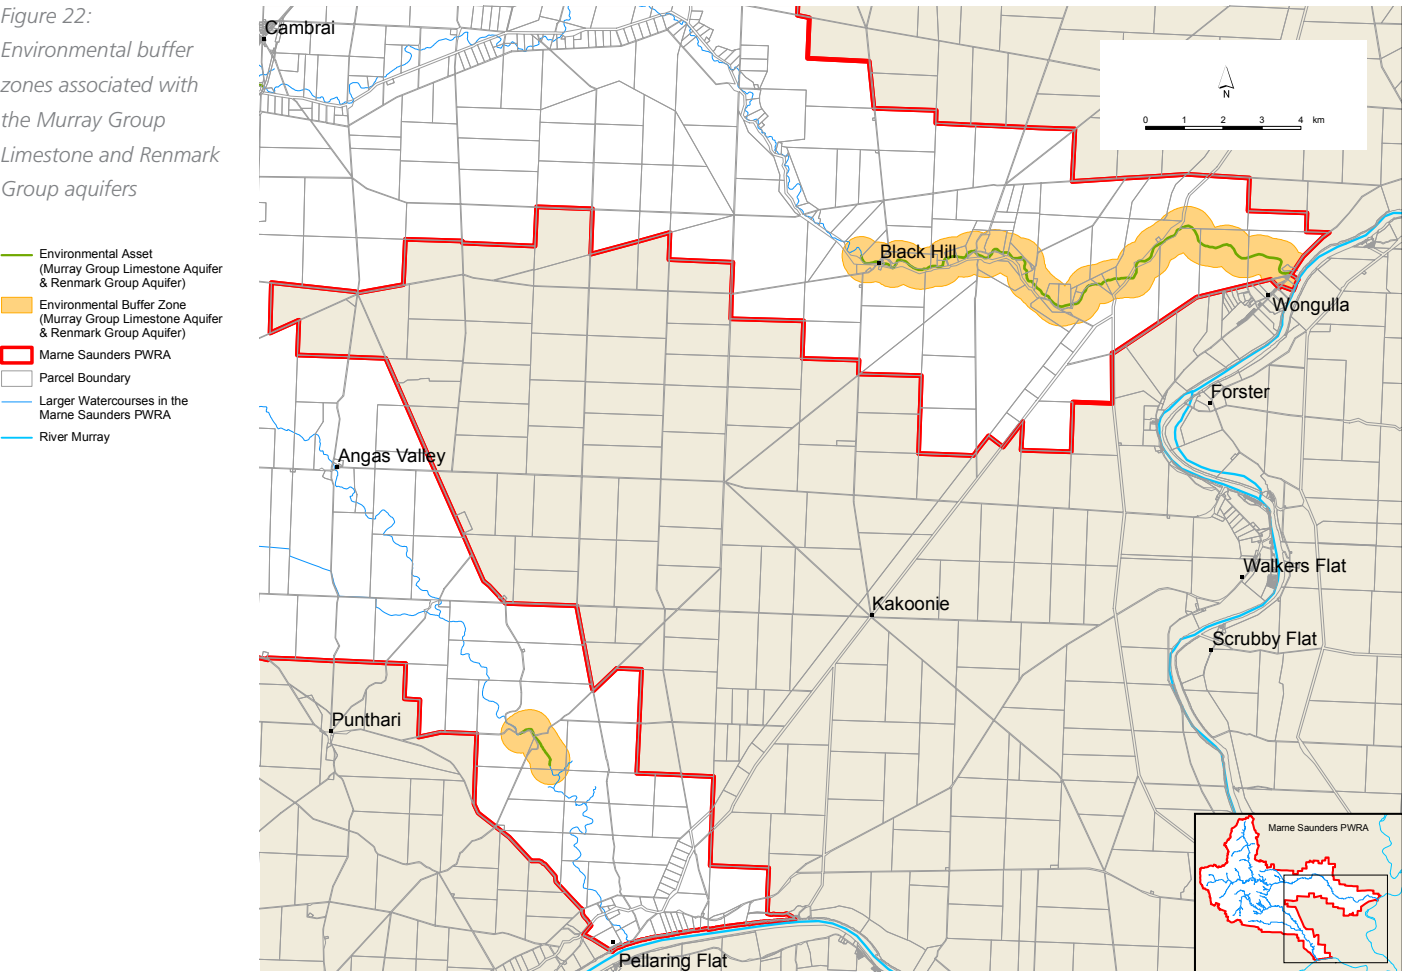 Figure 22:
Environmental buffer
zones associated with
the Murray Group
Limestone and Renmark
Group aquifers
Environmental Asset
(Murray Group Limestone Aquifer
& Renmark Group Aquifer)
Environmental Buffer Zone
(Murray Group Limestone Aquifer
& Renmark Group Aquifer)
Marne Saunders PWRA
Parcel Boundary
Larger Watercourses in the
Marne Saunders PWRA
River Murray
Cambrai
N
0 1 2 3 4 km
Black Hill
Wongulla
Forster
Angas Valley
Walkers Flat
Kakoonie
Scrubby Flat
Punthari
Marne Saunders PWRA
Pellaring Flat